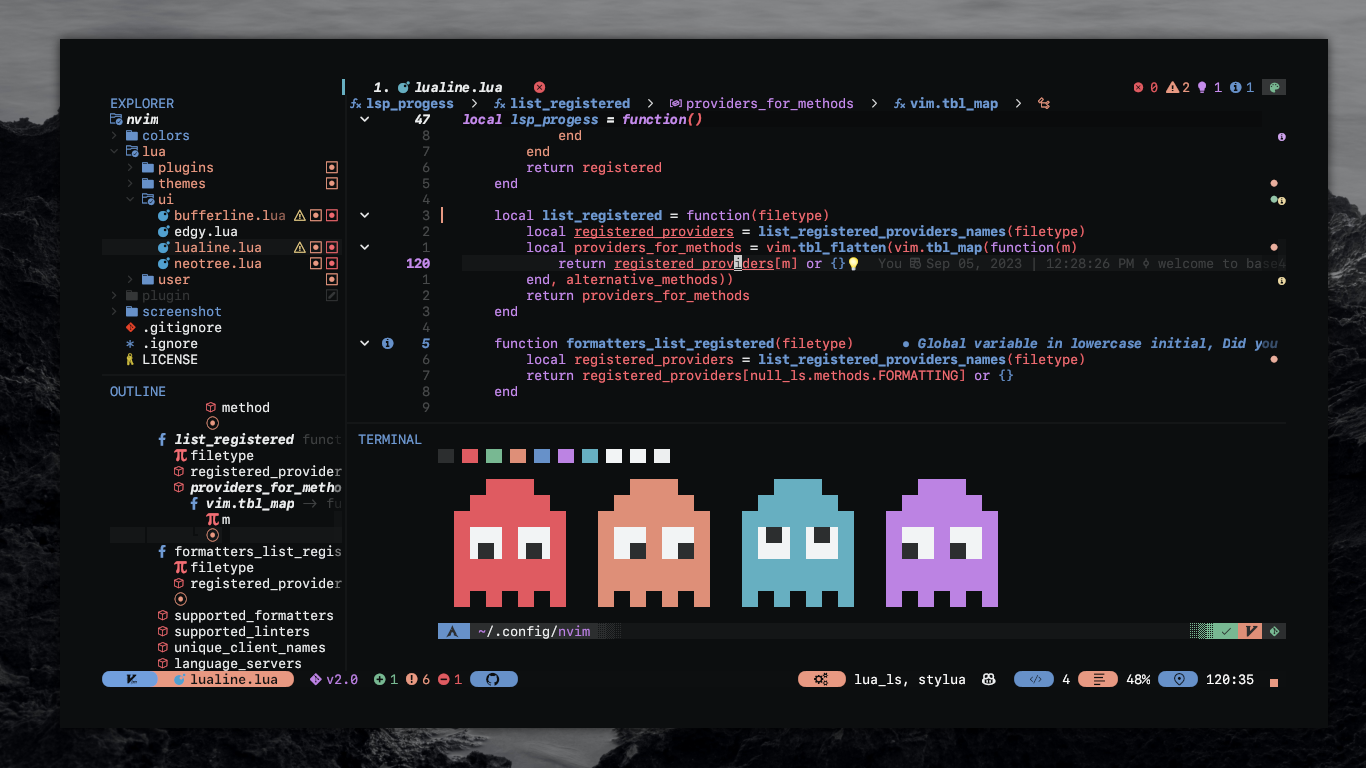 1. lualine.lua
0 2 1 1
EXPLORER
nvim
colors
lua
plugins
themes
ui
bufferline.lua
edgy.lua
lualine.lua
neotree.lua
user
plugin
screenshot
.gitignore
.ignore
LICENSE
OUTLINE
method
list_registered funct
filetype
registered_provider
providers_for_metho
vim.tbl_map -> fu
m
formatters_list_regis
filetype
registered_provider
supported_formatters
supported_linters
unique_client_names
language_servers
lsp_progess > list_registered > providers_for_methods > vim.tbl_map >
47 local lsp_progess = function()
8 end
7 end
6 return registered
5 end
4
3 local list_registered = function(filetype)
2 local registered_providers = list_registered_providers_names(filetype)
1 local providers_for_methods = vim.tbl_flatten(vim.tbl_map(function(m)
120 return registered_providers[m] or {} You Sep 05, 2023 | 12:28:26 PM welcome to base4
1 end, alternative_methods))
2 return providers_for_methods
3 end
4
5 function formatters_list_registered(filetype) ● Global variable in lowercase initial, Did you
6 local registered_providers = list_registered_providers_names(filetype)
7 return registered_providers[null_ls.methods.FORMATTING] or {}
8 end
9
TERMINAL
~/.config/nvim
lualine.lua v2.0 1 6 1
lua_ls, stylua 4 48% 120:35